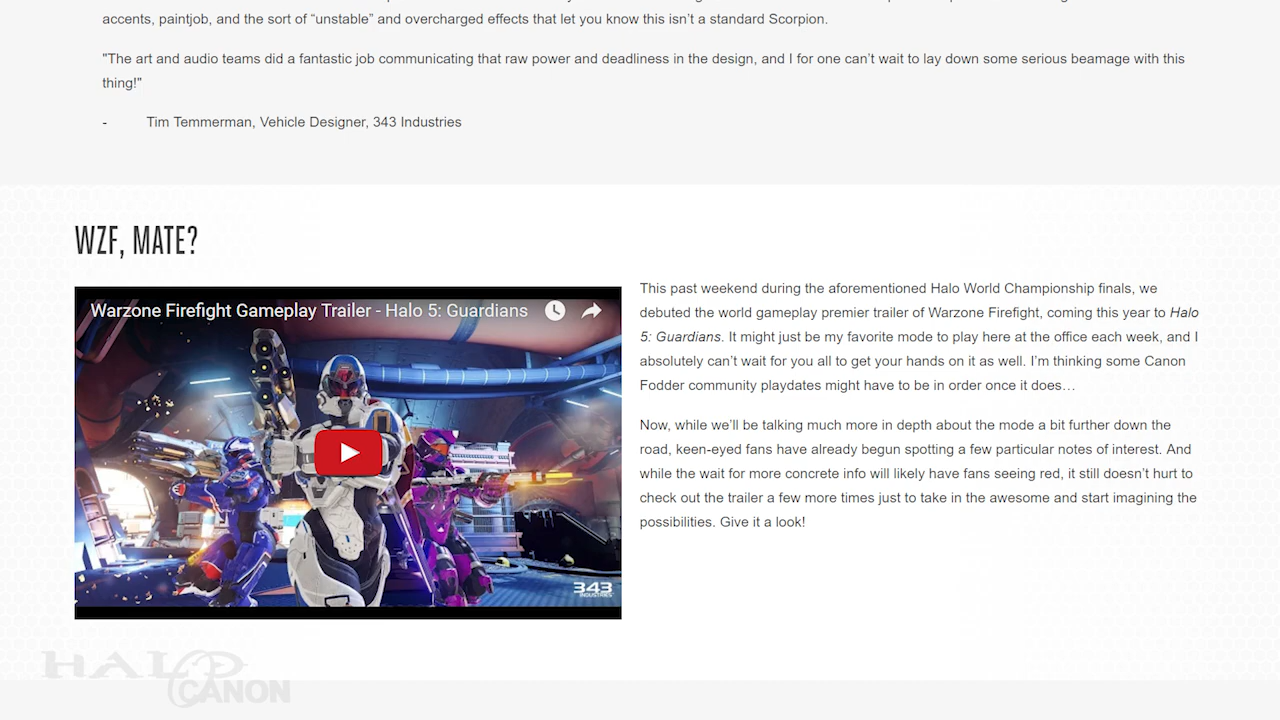 accents, paintjob, and the sort of “unstable” and overcharged effects that let you know this isn’t a standard Scorpion.
"The art and audio teams did a fantastic job communicating that raw power and deadliness in the design, and I for one can’t wait to lay down some serious beamage with this
thing!"
- Tim Temmerman, Vehicle Designer, 343 Industries
WZF, MATE?
Warzone Firefight Gameplay Trailer - Halo 5: Guardians
343
INDUSTRIES
This past weekend during the aforementioned Halo World Championship finals, we
debuted the world gameplay premier trailer of Warzone Firefight, coming this year to Halo
5: Guardians. It might just be my favorite mode to play here at the office each week, and I
absolutely can’t wait for you all to get your hands on it as well. I’m thinking some Canon
Fodder community playdates might have to be in order once it does…
Now, while we’ll be talking much more in depth about the mode a bit further down the
road, keen-eyed fans have already begun spotting a few particular notes of interest. And
while the wait for more concrete info will likely have fans seeing red, it still doesn’t hurt to
check out the trailer a few more times just to take in the awesome and start imagining the
possibilities. Give it a look!
HALO
CANON